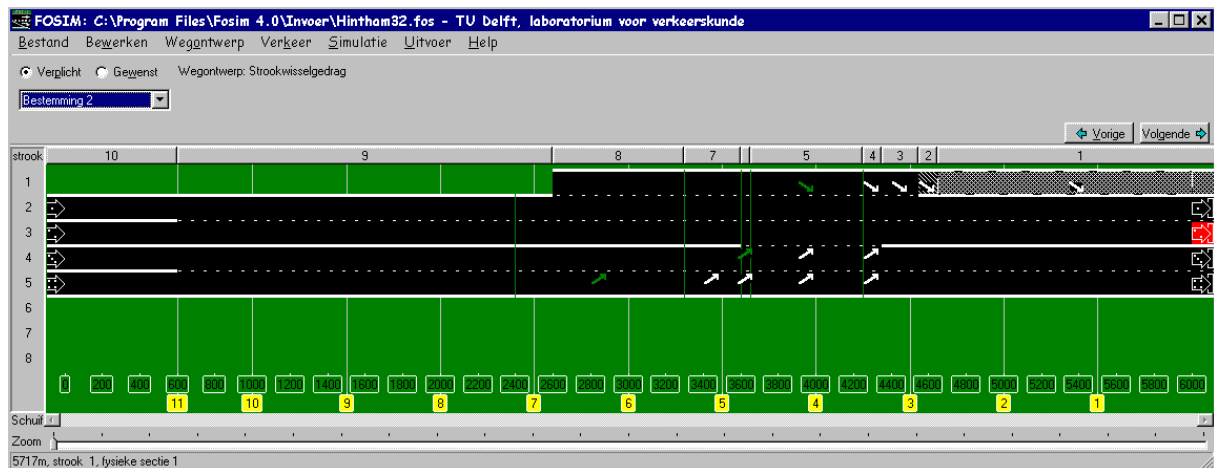 FOSIM: C:\Program Files\Fosim 4.0\Invoer\Hintham32.fos - TU Delft, laboratorium voor verkeerskunde
Bestand Bewerken Wegontwerp Verkeer Simulatie Uitvoer Help
Verplicht Gewenst Wegontwerp: Strookwisselgedrag
Bestemming 2
Vorige Volgende
strook 10 9 8 7 5 4 3 2 1
1
2
3
4
5
6
7
8
0 200 400 600 800 1000 1200 1400 1600 1800 2000 2200 2400 2600 2800 3000 3200 3400 3600 3800 4000 4200 4400 4600 4800 5000 5200 5400 5600 5800 6000
11 10 9 8 7 6 5 4 3 2 1
Schuif
Zoom
5717m, strook 1, fysieke sectie 1